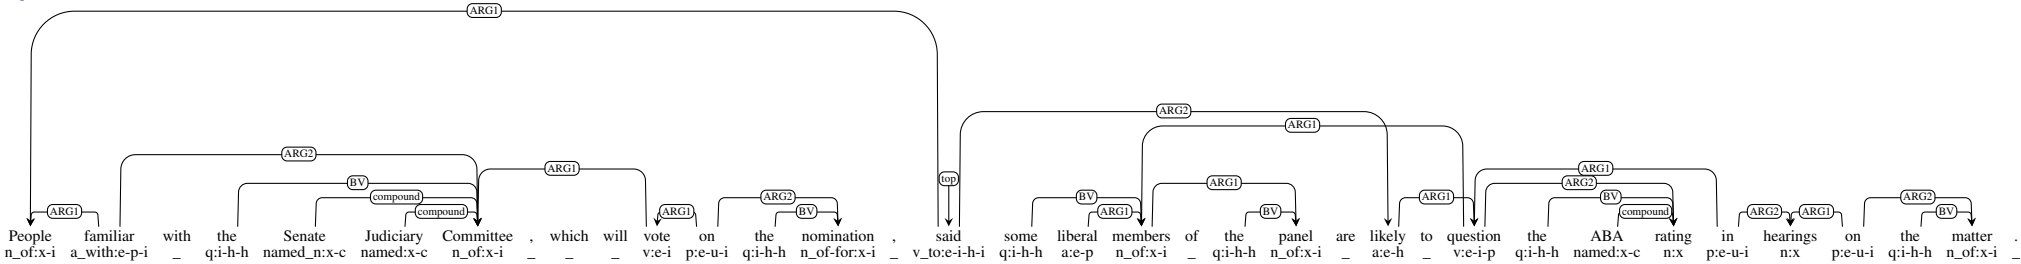 ARG1
ARG2
ARG1
ARG2 ARG1 ARG1
top
BV ARG2
compound ARG2 BV ARG1 BV ARG2
ARG1 compound ARG1 BV ARG1 BV ARG1 compound ARG2 ARG1 BV
People familiar with the Senate Judiciary Committee , which will vote on the nomination , said some liberal members of the panel are likely to question the ABA rating in hearings on the matter .
n_of:x-i a_with:e-p-i _ q:i-h-h named_n:x-c named:x-c n_of:x-i _ _ _ v:e-i p:e-u-i q:i-h-h n_of-for:x-i _ v_to:e-i-h-i q:i-h-h a:e-p n_of:x-i _ q:i-h-h n_of:x-i _ a:e-h _ v:e-i-p q:i-h-h named:x-c n:x p:e-u-i n:x p:e-u-i q:i-h-h n_of:x-i _